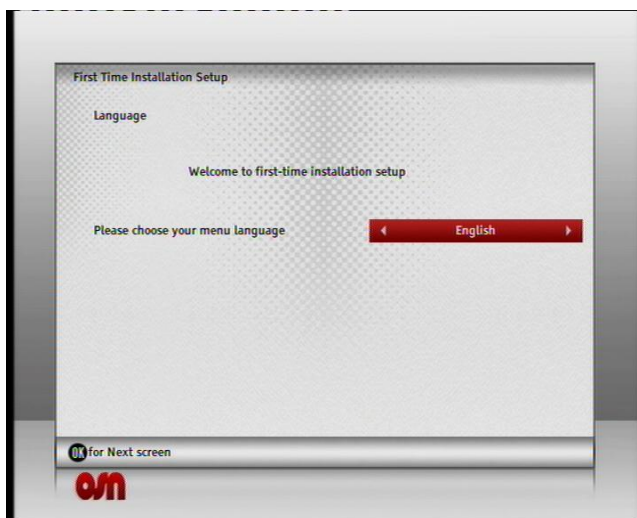 First Time Installation Setup
Language
Welcome to first-time installation setup
Please choose your menu language
English
OK for Next screen
osn